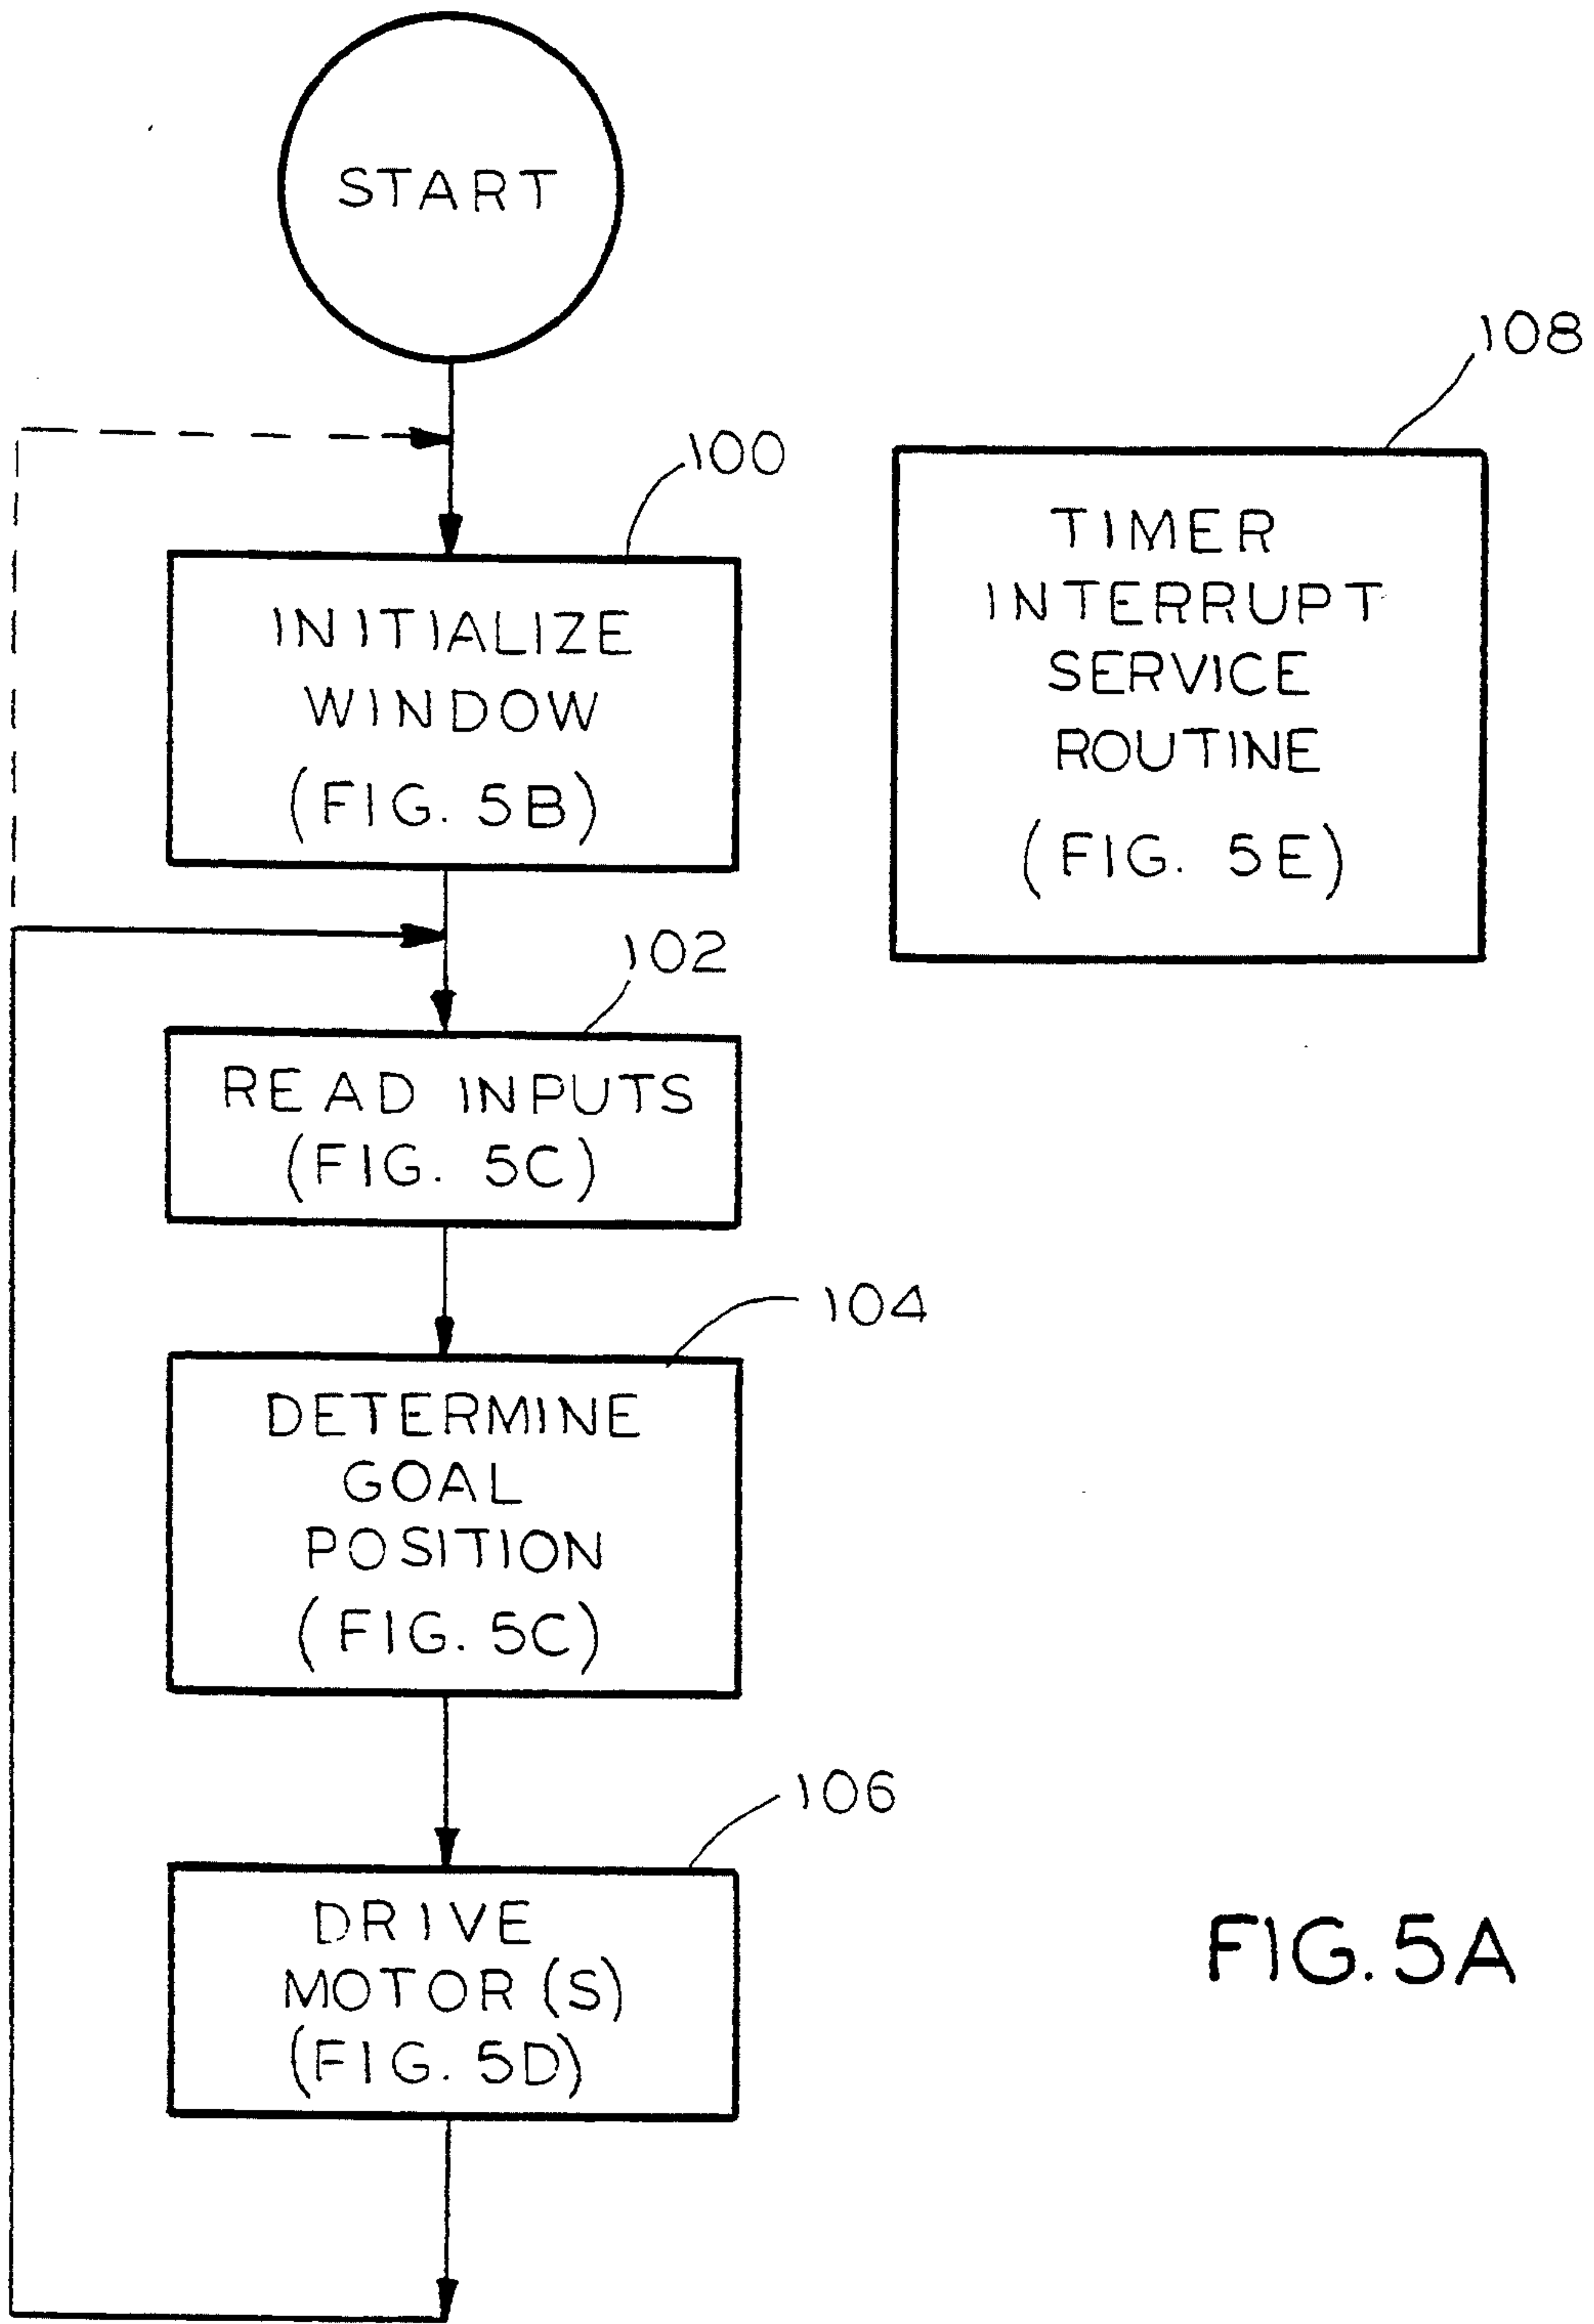 START
100
INITIALIZE
WINDOW
(FIG. 5B)
108
TIMER
INTERRUPT
SERVICE
ROUTINE
(FIG. 5E)
102
READ INPUTS
(FIG. 5C)
104
DETERMINE
GOAL
POSITION
(FIG. 5C)
106
DRIVE
MOTOR (S)
(FIG. 5D)
FIG. 5A